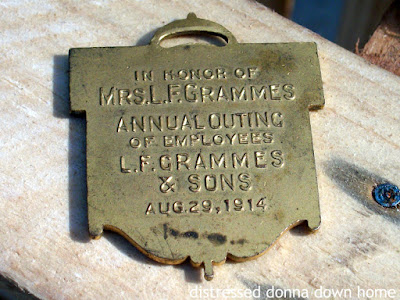 IN HONOR OF
MRS. L.F. GRAMMES
ANNUAL OUTING
OF EMPLOYEES
L.F. GRAMMES
& SONS
AUG. 29, 1914
distressed donna down home